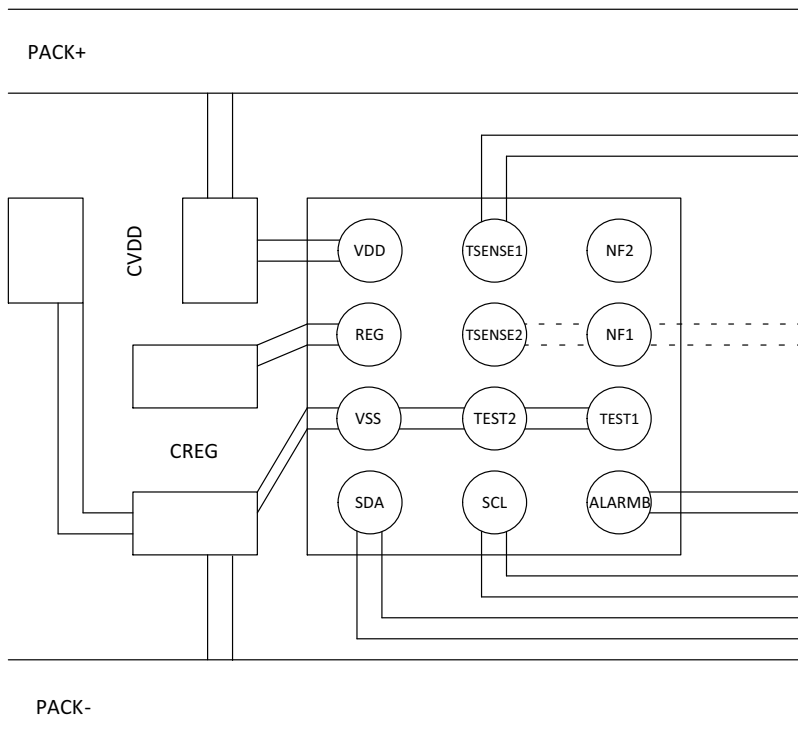 PACK+
CVDD
VDD
TSENSE1
NF2
REG
TSENSE2
NF1
VSS
TEST2
TEST1
CREG
SDA
SCL
ALARMB
PACK-